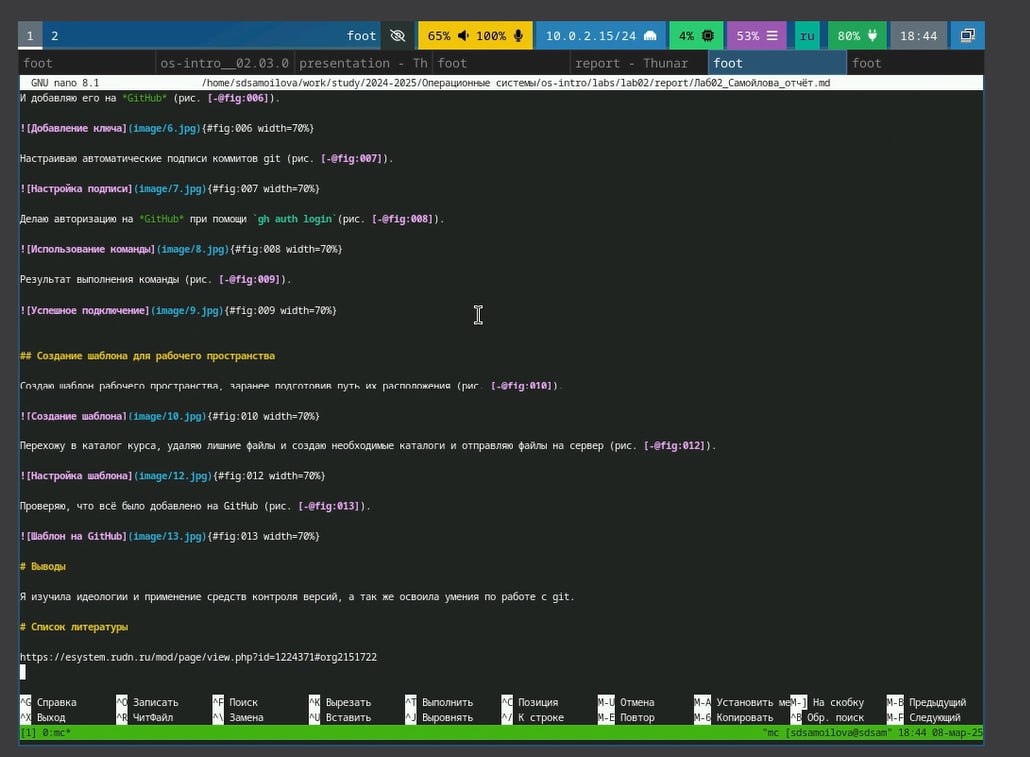 1 2 foot 65% 100% 10.0.2.15/24 4% 53% ru 80% 18:44
foot os-intro__02.03.0 presentation - Th foot report - Thunar foot foot
GNU nano 8.1 /home/sdsamoilova/work/study/2024-2025/Операционные системы/os-intro/labs/lab02/report/Лаб02_Самойлова_отчёт.md
И добавляю его на *GitHub* (рис. [-@fig:006]).
![Добавление ключа](image/6.jpg){#fig:006 width=70%}
Настраиваю автоматические подписи коммитов git (рис. [-@fig:007]).
![Настройка подписи](image/7.jpg){#fig:007 width=70%}
Делаю авторизацию на *GitHub* при помощи `gh auth login`(рис. [-@fig:008]).
![Использование команды](image/8.jpg){#fig:008 width=70%}
Результат выполнения команды (рис. [-@fig:009]).
![Успешное подключение](image/9.jpg){#fig:009 width=70%}
## Создание шаблона для рабочего пространства
Создаю шаблон рабочего пространства, заранее подготовив путь их расположения (рис. [-@fig:010]).
![Создание шаблона](image/10.jpg){#fig:010 width=70%}
Перехожу в каталог курса, удаляю лишние файлы и создаю необходимые каталоги и отправляю файлы на сервер (рис. [-@fig:012]).
![Настройка шаблона](image/12.jpg){#fig:012 width=70%}
Проверяю, что всё было добавлено на GitHub (рис. [-@fig:013]).
![Шаблон на GitHub](image/13.jpg){#fig:013 width=70%}
# Выводы
Я изучила идеологии и применение средств контроля версий, а так же освоила умения по работе с git.
# Список литературы
https://esystem.rudn.ru/mod/page/view.php?id=1224371#org2151722
^G Справка ^O Записать ^F Поиск ^K Вырезать ^T Выполнить ^C Позиция M-U Отмена M-A Установить ме M-] На скобку M-B Предыдущий
^X Выход ^R ЧитФайл ^\ Замена ^U Вставить ^J Выровнять ^/ К строке M-E Повтор M-6 Копировать ^B Обр. поиск M-F Следующий
[1] 0:mc* "mc [sdsamoilova@sdsam" 18:44 08-мар-25